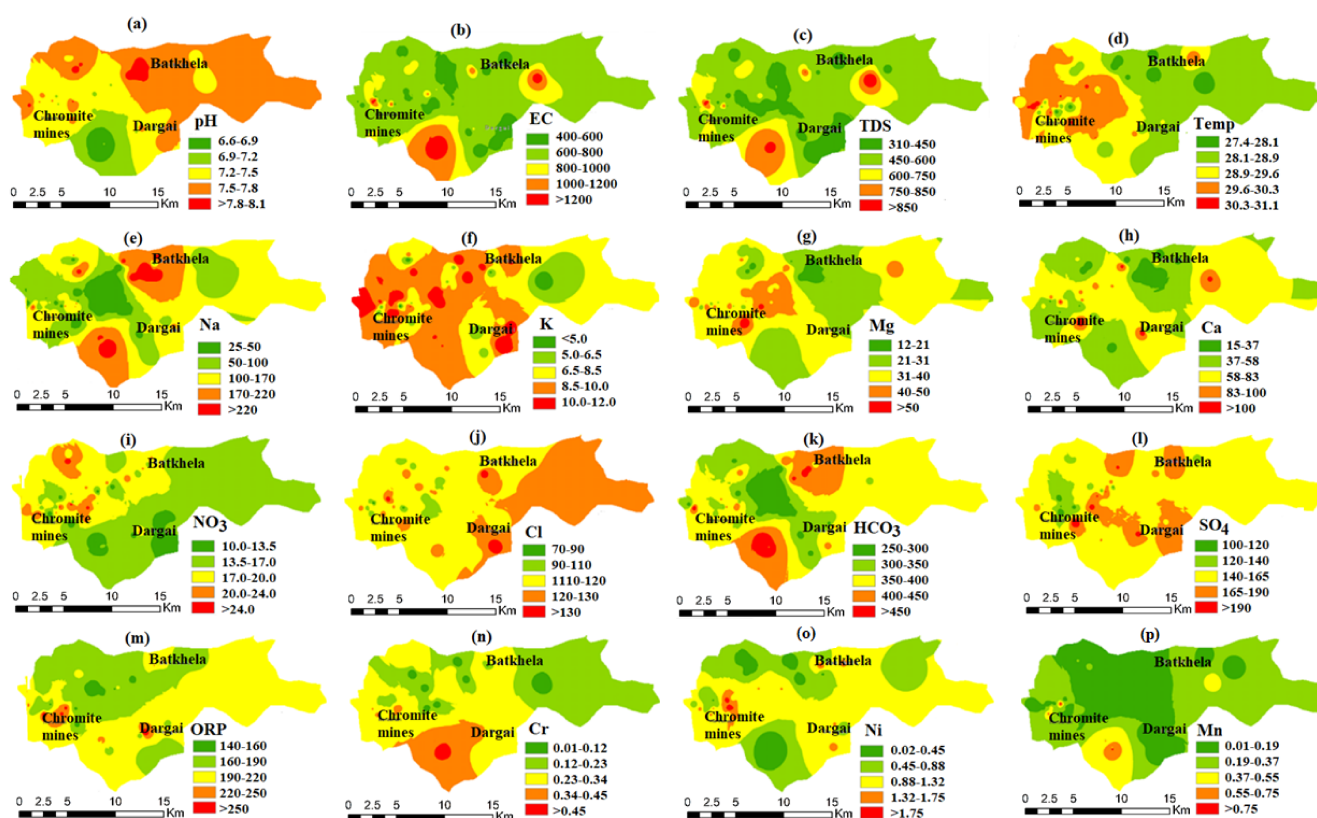 (a)
Batkhela
Chromite
mines
Dargai
pH
6.6-6.9
6.9-7.2
7.2-7.5
7.5-7.8
>7.8-8.1
0 2.5 5 10 15
Km
(b)
Batkela
Chromite
mines
EC
400-600
600-800
800-1000
1000-1200
>1200
0 2.5 5 10 15
Km
(c)
Batkhela
Chromite
mines
Dargai
TDS
310-450
450-600
600-750
750-850
>850
0 2.5 5 10 15
Km
(d)
Batkhela
Chromite
mines
Dargai
Temp
27.4-28.1
28.1-28.9
28.9-29.6
29.6-30.3
30.3-31.1
0 2.5 5 10 15
Km
(e)
Batkhela
Chromite
mines
Dargai
Na
25-50
50-100
100-170
170-220
>220
0 2.5 5 10 15
Km
(f)
Batkhela
Chromite
mines
Dargai
K
<5.0
5.0-6.5
6.5-8.5
8.5-10.0
10.0-12.0
0 2.5 5 10 15
Km
(g)
Batkhela
Chromite
mines
Dargai
Mg
12-21
21-31
31-40
40-50
>50
0 2.5 5 10 15
Km
(h)
Batkhela
Chromite
mines
Dargai
Ca
15-37
37-58
58-83
83-100
>100
0 2.5 5 10 15
Km
(i)
Batkhela
Chromite
mines
Dargai
NO3
10.0-13.5
13.5-17.0
17.0-20.0
20.0-24.0
>24.0
0 2.5 5 10 15
Km
(j)
Batkhela
Chromite
mines
Dargai
Cl
70-90
90-110
1110-120
120-130
>130
0 2.5 5 10 15
Km
(k)
Batkhela
Chromite
mines
Dargai
HCO3
250-300
300-350
350-400
400-450
>450
0 2.5 5 10 15
Km
(l)
Batkhela
Chromite
mines
Dargai
SO4
100-120
120-140
140-165
165-190
>190
0 2.5 5 10 15
Km
(m)
Batkhela
Chromite
mines
Dargai
ORP
140-160
160-190
190-220
220-250
>250
0 2.5 5 10 15
Km
(n)
Batkhela
Chromite
mines
Dargai
Cr
0.01-0.12
0.12-0.23
0.23-0.34
0.34-0.45
>0.45
0 2.5 5 10 15
Km
(o)
Batkhela
Chromite
mines
Dargai
Ni
0.02-0.45
0.45-0.88
0.88-1.32
1.32-1.75
>1.75
0 2.5 5 10 15
Km
(p)
Batkhela
Chromite
mines
Dargai
Mn
0.01-0.19
0.19-0.37
0.37-0.55
0.55-0.75
>0.75
0 2.5 5 10 15
Km